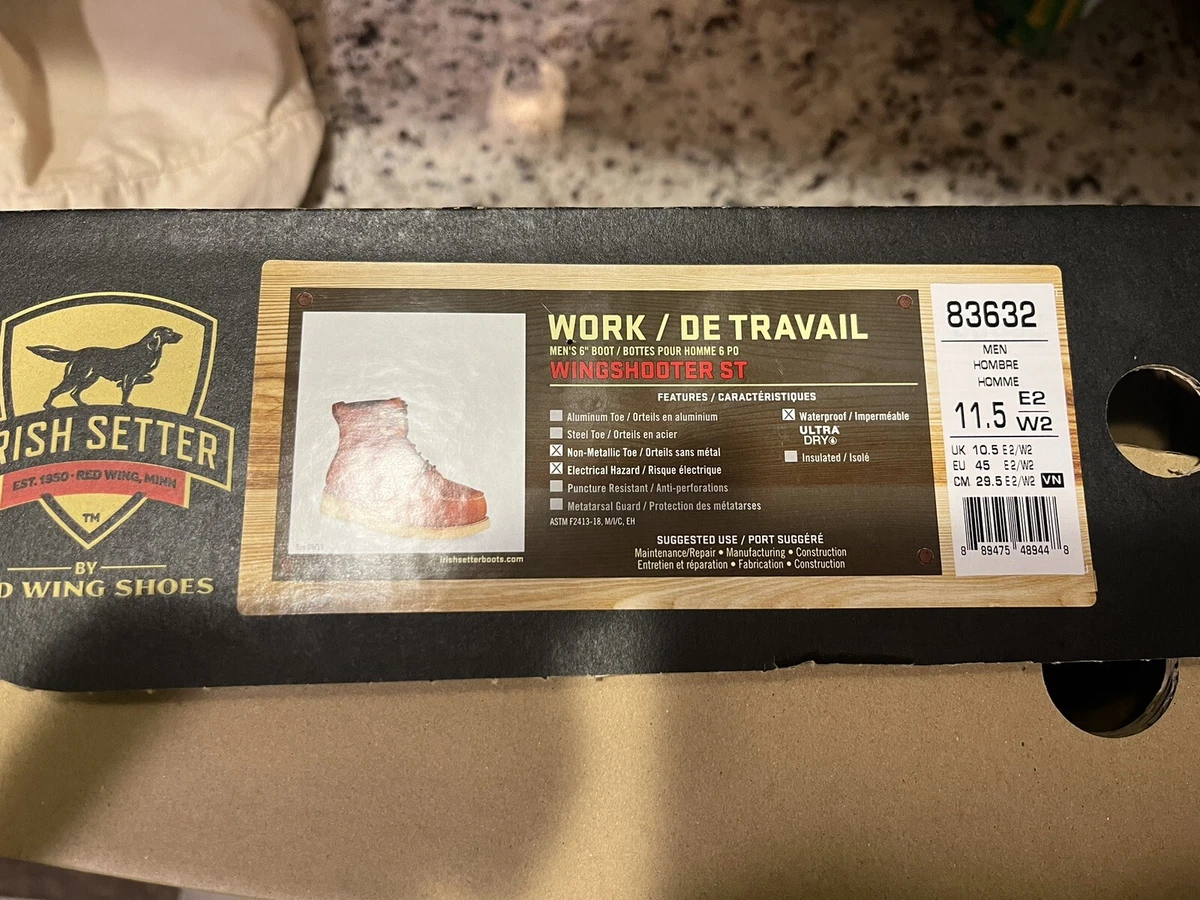 IRISH SETTER
EST. 1950 · RED WING, MINN
TM
BY
WING SHOES
irishsetterboots.com
WORK / DE TRAVAIL
MEN'S 6" BOOT / BOTTES POUR HOMME 6 PO
WINGSHOOTER ST
FEATURES / CARACTÉRISTIQUES
Aluminum Toe / Orteils en aluminium
Steel Toe / Orteils en acier
Non-Metallic Toe / Orteils sans métal
Electrical Hazard / Risque électrique
Puncture Resistant / Anti-perforations
Metatarsal Guard / Protection des métatarses
ASTM F2413-18, M/I/C, EH
Waterproof / Imperméable
ULTRA
DRY
Insulated / Isolé
SUGGESTED USE / PORT SUGGÉRÉ
Maintenance/Repair • Manufacturing • Construction
Entretien et réparation • Fabrication • Construction
83632
MEN
HOMBRE
HOMME
11.5 E2
W2
UK 10.5 E2/W2
EU 45 E2/W2
CM 29.5 E2/W2 VN
8 89475 48944 8